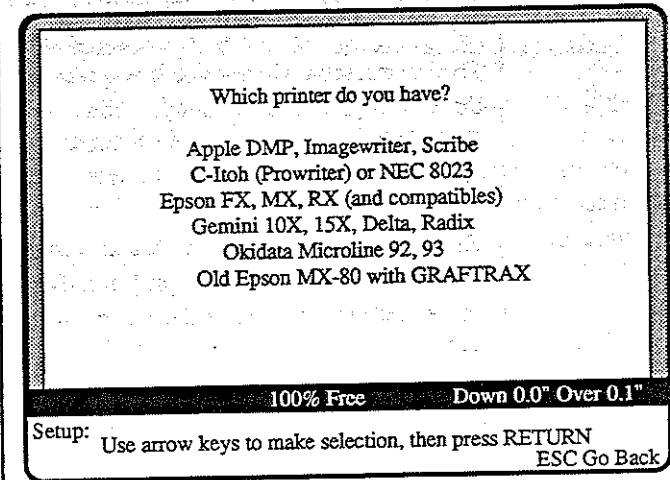 Which printer do you have?
Apple DMP, Imagewriter, Scribe
C-Itoh (Prowriter) or NEC 8023
Epson FX, MX, RX (and compatibles)
Gemini 10X, 15X, Delta, Radix
Okidata Microline 92, 93
Old Epson MX-80 with GRAFTRAX
100% Free Down 0.0" Over 0.1"
Setup: Use arrow keys to make selection, then press RETURN
ESC Go Back